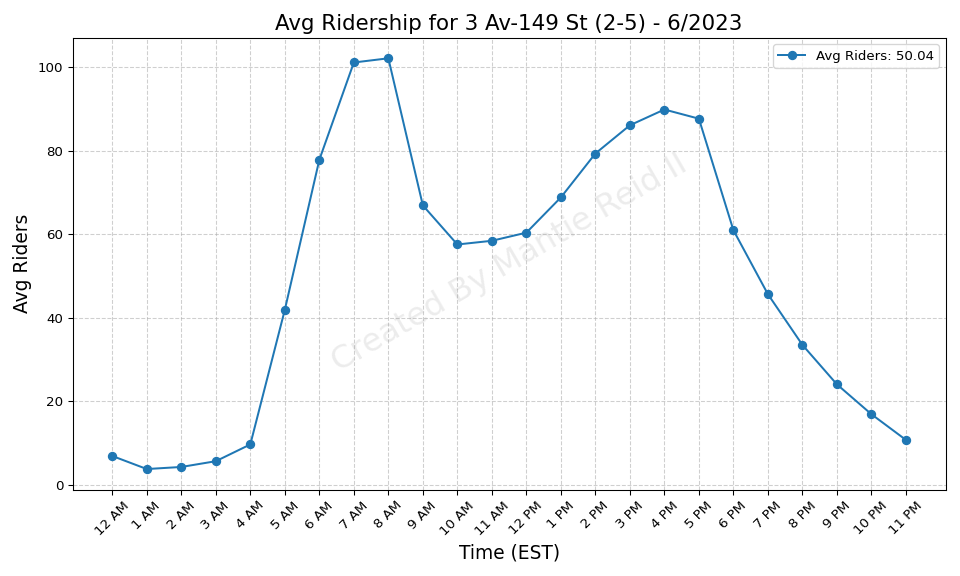 Avg Ridership for 3 Av-149 St (2-5) - 6/2023
Avg Riders: 50.04
100
80
60
40
20
0
Avg Riders
Created By Mantie Reid II
12 AM
1 AM
2 AM
3 AM
4 AM
5 AM
6 AM
7 AM
8 AM
9 AM
10 AM
11 AM
12 PM
1 PM
2 PM
3 PM
4 PM
5 PM
6 PM
7 PM
8 PM
9 PM
10 PM
11 PM
Time (EST)